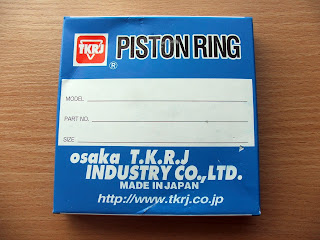 TKRJ
®
PISTON RING
MODEL
PART NO.
SIZE
osaka T.K.R.J
INDUSTRY CO.,LTD.
MADE IN JAPAN
http://www.tkrj.co.jp